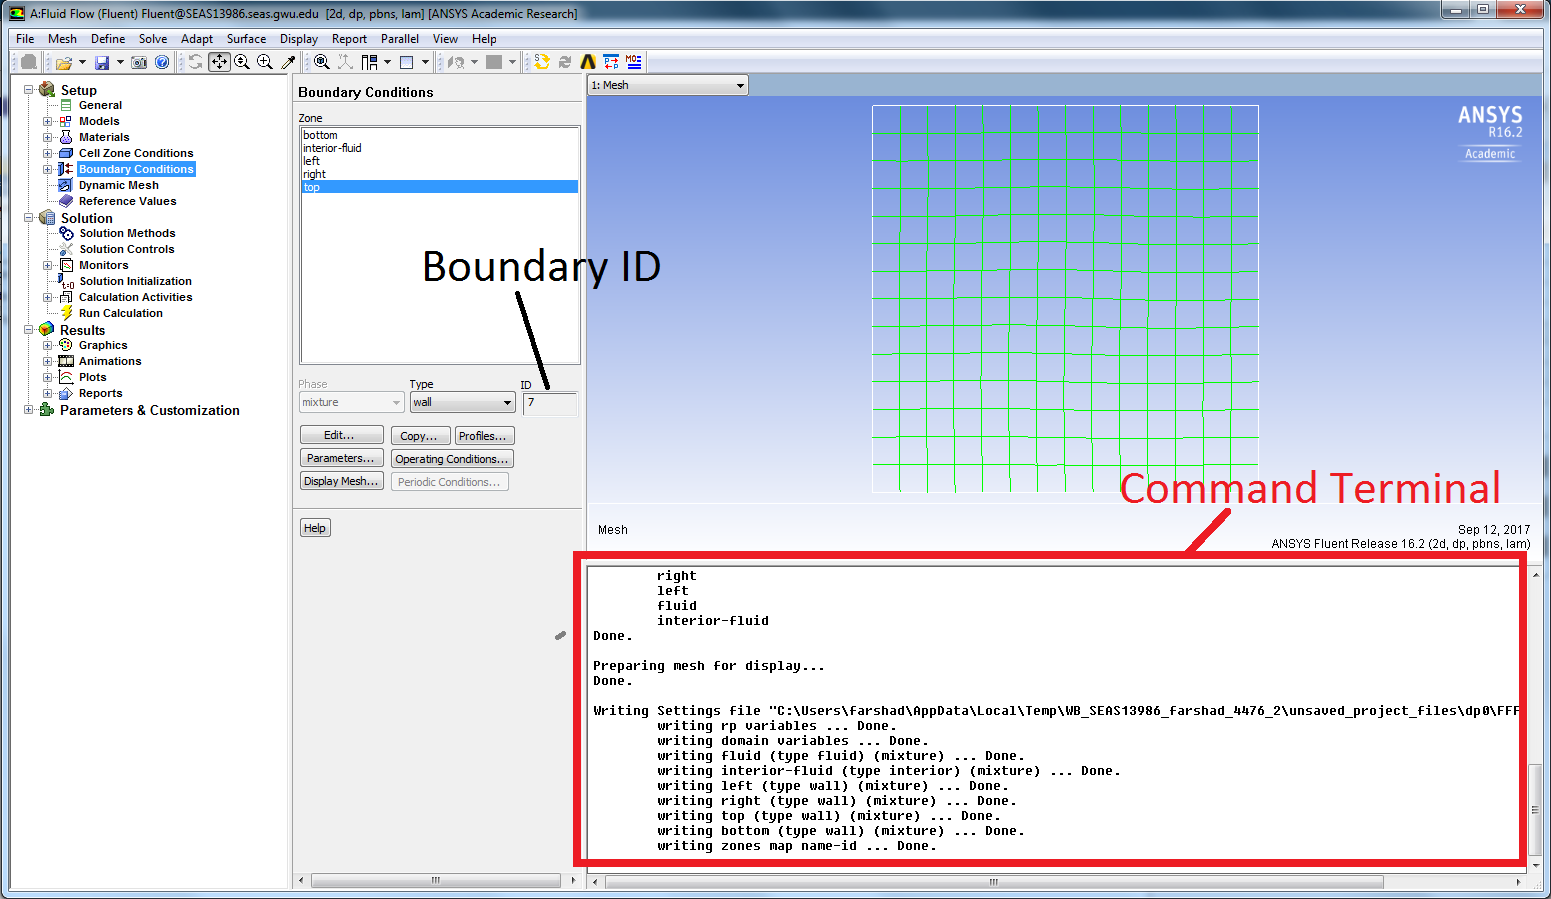 A:Fluid Flow (Fluent) Fluent@SEAS13986.seas.gwu.edu [2d, dp, pbns, lam] [ANSYS Academic Research]
File Mesh Define Solve Adapt Surface Display Report Parallel View Help
Setup
General
Models
Materials
Cell Zone Conditions
Boundary Conditions
Dynamic Mesh
Reference Values
Solution
Solution Methods
Solution Controls
Monitors
Solution Initialization
Calculation Activities
Run Calculation
Results
Graphics
Animations
Plots
Reports
Parameters & Customization
Boundary Conditions
Zone
bottom
interior-fluid
left
right
top
Boundary ID
Phase Type ID
mixture wall 7
Edit... Copy... Profiles...
Parameters... Operating Conditions...
Display Mesh... Periodic Conditions...
Help
1: Mesh
ANSYS
R16.2
Academic
Command Terminal
Mesh Sep 12, 2017
ANSYS Fluent Release 16.2 (2d, dp, pbns, lam)
right
left
fluid
interior-fluid
Done.
Preparing mesh for display...
Done.
Writing Settings file "C:\Users\farshad\AppData\Local\Temp\WB_SEAS13986_farshad_4476_2\unsaved_project_files\dp0\FFF
writing rp variables ... Done.
writing domain variables ... Done.
writing fluid (type fluid) (mixture) ... Done.
writing interior-fluid (type interior) (mixture) ... Done.
writing left (type wall) (mixture) ... Done.
writing right (type wall) (mixture) ... Done.
writing top (type wall) (mixture) ... Done.
writing bottom (type wall) (mixture) ... Done.
writing zones map name-id ... Done.